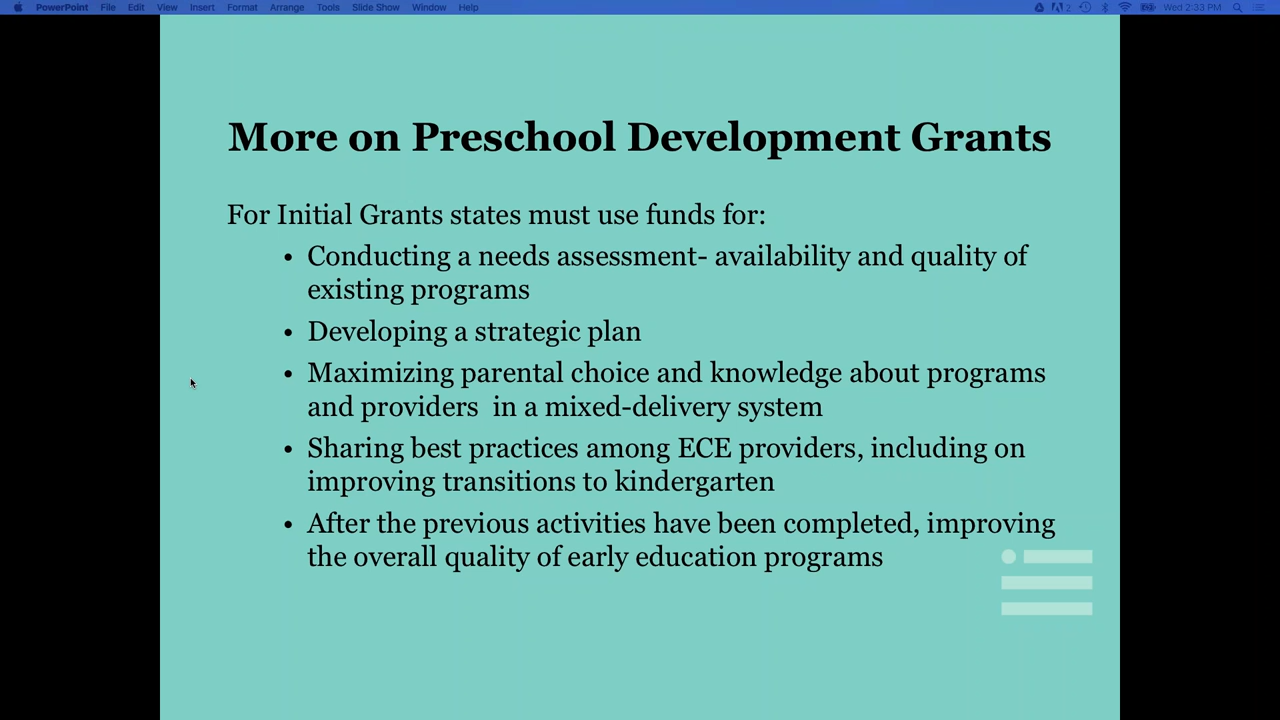 PowerPoint File Edit View Insert Format Arrange Tools Slide Show Window Help 2 Wed 2:33 PM
More on Preschool Development Grants
For Initial Grants states must use funds for:
• Conducting a needs assessment- availability and quality of
existing programs
• Developing a strategic plan
• Maximizing parental choice and knowledge about programs
and providers  in a mixed-delivery system
• Sharing best practices among ECE providers, including on
improving transitions to kindergarten
• After the previous activities have been completed, improving
the overall quality of early education programs